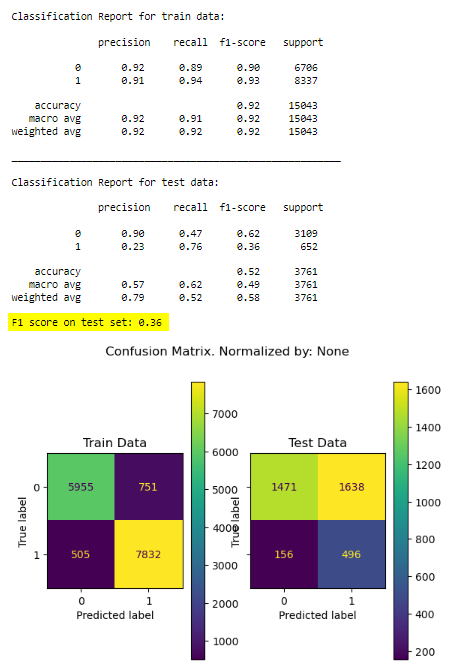 Classification Report for train data:
precision recall f1-score support
0 0.92 0.89 0.90 6706
1 0.91 0.94 0.93 8337
accuracy 0.92 15043
macro avg 0.92 0.91 0.92 15043
weighted avg 0.92 0.92 0.92 15043
Classification Report for test data:
precision recall f1-score support
0 0.90 0.47 0.62 3109
1 0.23 0.76 0.36 652
accuracy 0.52 3761
macro avg 0.57 0.62 0.49 3761
weighted avg 0.79 0.52 0.58 3761
F1 score on test set: 0.36
Confusion Matrix. Normalized by: None
Train Data
True label
0
1
5955 751
505 7832
0 1
Predicted label
7000
6000
5000
4000
3000
2000
1000
Test Data
True label
0
1471 1638
156 496
0 1
Predicted label
1600
1400
1200
1000
800
600
400
200